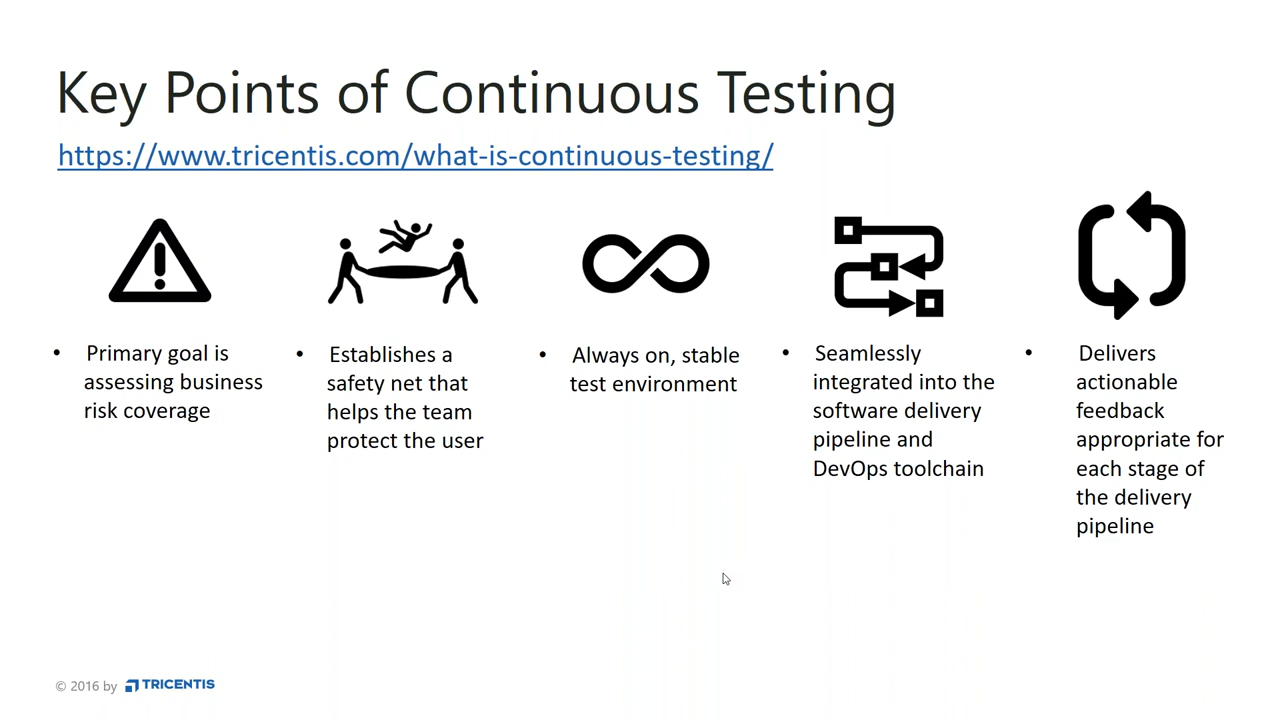 Key Points of Continuous Testing
https://www.tricentis.com/what-is-continuous-testing/
• Primary goal is
assessing business
risk coverage
• Establishes a
safety net that
helps the team
protect the user
• Always on, stable
test environment
• Seamlessly
integrated into the
software delivery
pipeline and
DevOps toolchain
• Delivers
actionable
feedback
appropriate for
each stage of
the delivery
pipeline
© 2016 by TRICENTIS